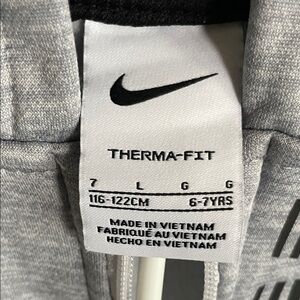 THERMA-FIT
7 L G G
116-122CM 6-7YRS
MADE IN VIETNAM
FABRIQUÉ AU VIETNAM
HECHO EN VIETNAM